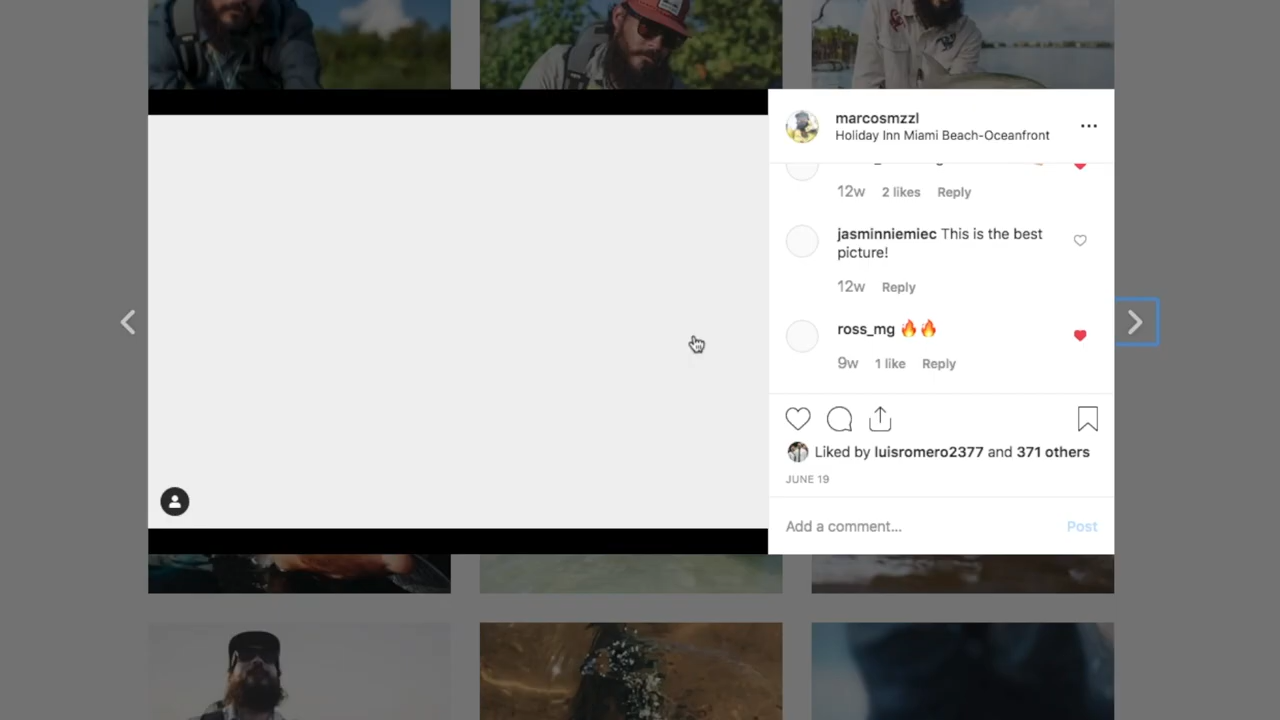 marcosmzzl
Holiday Inn Miami Beach-Oceanfront
12w 2 likes Reply
jasminniemiec This is the best
picture!
12w Reply
ross_mg 🔥🔥
9w 1 like Reply
Liked by luisromero2377 and 371 others
JUNE 19
Add a comment... Post